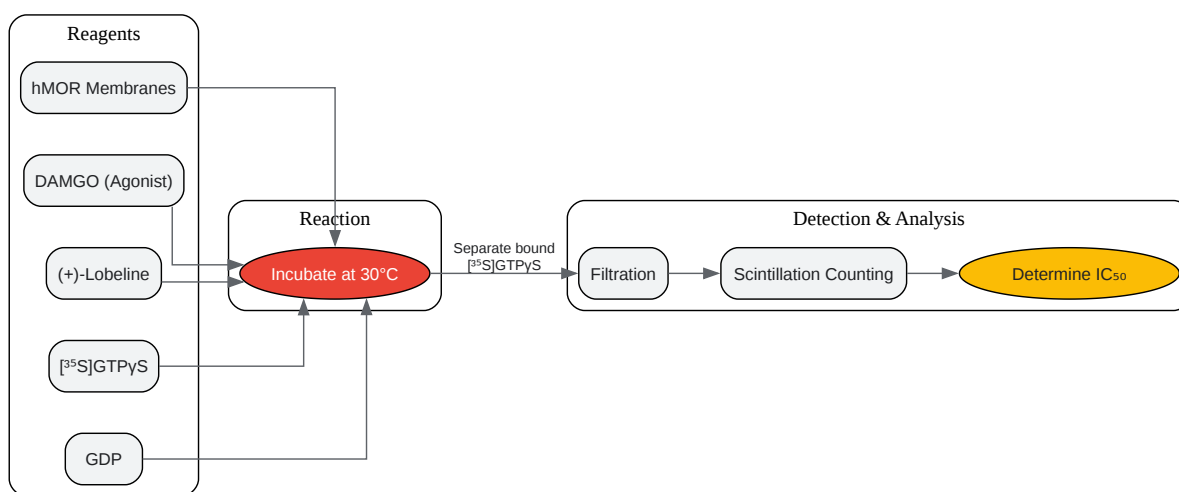 Reagents
hMOR Membranes
DAMGO (Agonist)
(+)-Lobeline
[³⁵S]GTPγS
GDP
Reaction
Incubate at 30°C
Separate bound
[³⁵S]GTPγS
Detection & Analysis
Filtration
Scintillation Counting
Determine IC₅₀